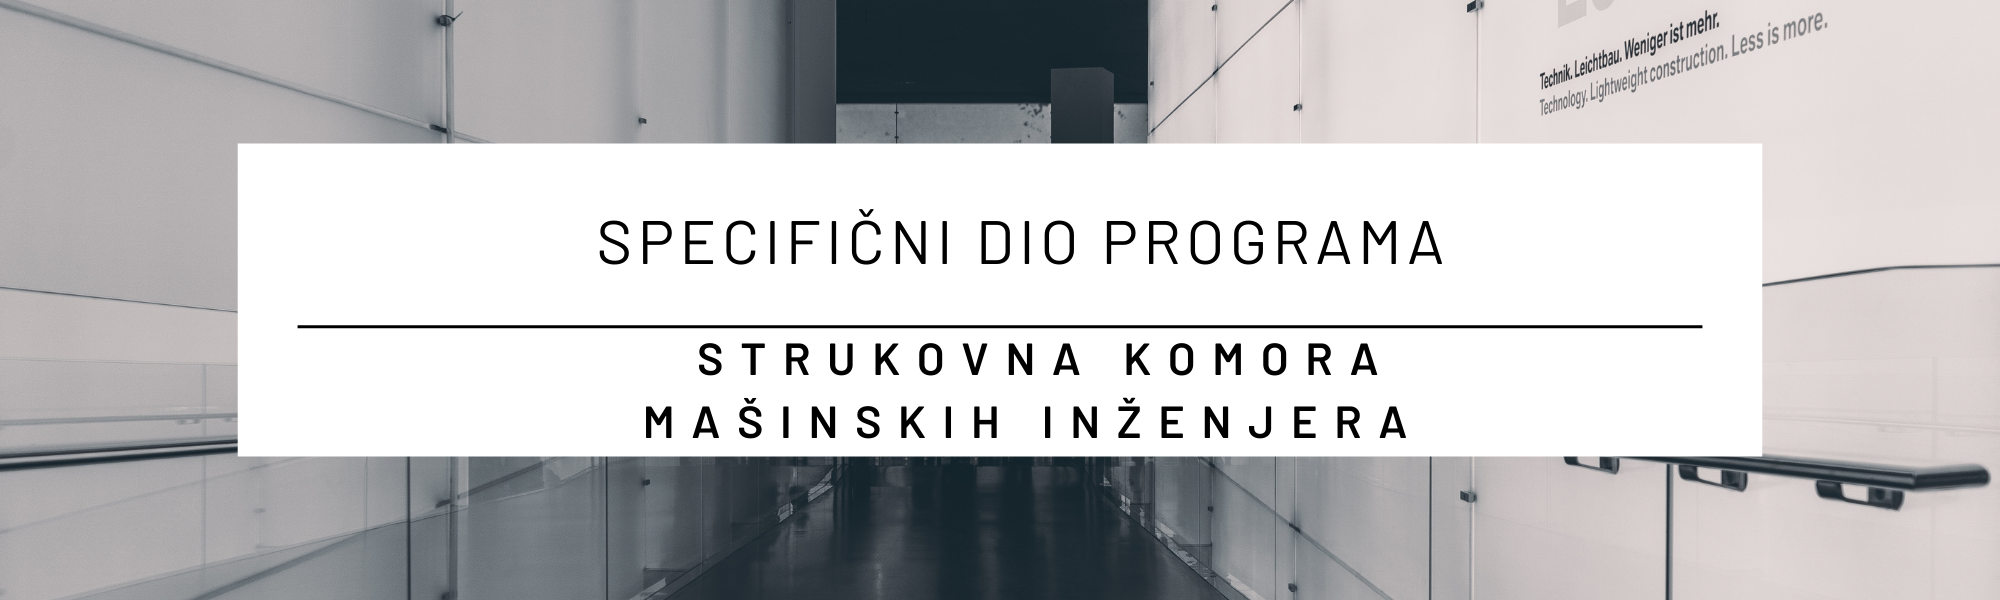 Technik. Leichtbau. Weniger ist mehr.
Technology. Lightweight construction. Less is more.
SPECIFIČNI DIO PROGRAMA
STRUKOVNA KOMORA
MAŠINSKIH INŽENJERA